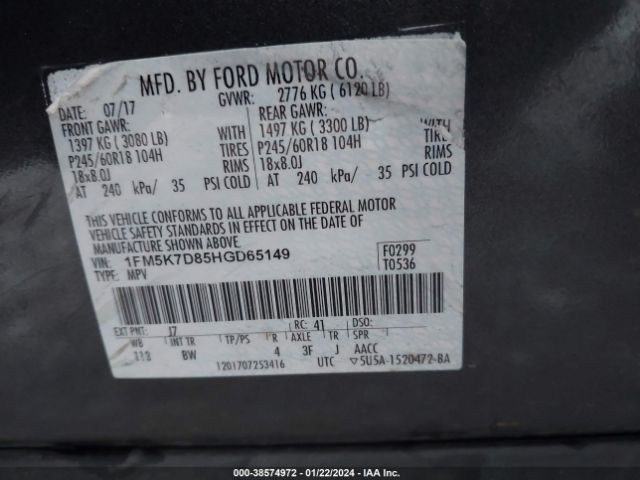 MFD. BY FORD MOTOR CO.
DATE: 07/17 GVWR: 2776 KG ( 6120 LB)
FRONT GAWR: REAR GAWR:
1397 KG ( 3080 LB) WITH 1497 KG ( 3300 LB) WITH
P245/60R18 104H TIRES P245/60R18 104H TIRES
18x8.0J RIMS 18x8.0J RIMS
AT 240 kPa/ 35 PSI COLD AT 240 kPa/ 35 PSI COLD
THIS VEHICLE CONFORMS TO ALL APPLICABLE FEDERAL MOTOR
VEHICLE SAFETY STANDARDS IN EFFECT ON THE DATE OF
MANUFACTURE SHOWN ABOVE.
VIN: 1FM5K7D85HGD65149 F0299
TYPE: MPV T0536
EXT PNT: J7 RC: 41 DSO:
WB INT TR TP/PS R AXLE TR SPR
BW 4 3F J AACC
1201707253416 UTC ▽5U5A-1520472-BA
000-38574972 - 01/22/2024 - IAA Inc.